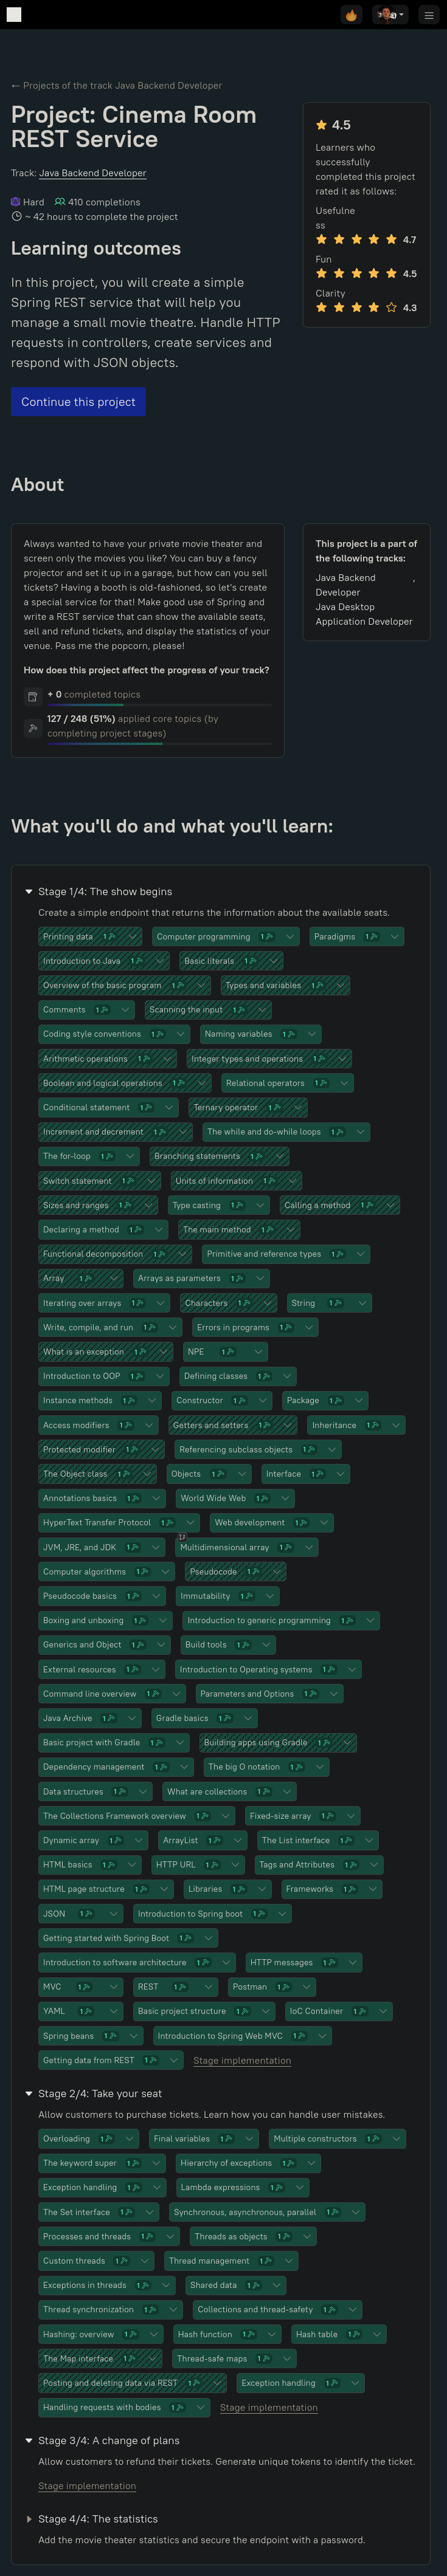 ← Projects of the track Java Backend Developer
Project: Cinema Room
REST Service
Track: Java Backend Developer
Hard 410 completions
~ 42 hours to complete the project
4.5
Learners who
successfully
completed this project
rated it as follows:
Usefulne
ss
4.7
Fun
4.5
Clarity
4.3
Learning outcomes
In this project, you will create a simple
Spring REST service that will help you
manage a small movie theatre. Handle HTTP
requests in controllers, create services and
respond with JSON objects.
Continue this project
About
Always wanted to have your private movie theater and
screen only the movies you like? You can buy a fancy
projector and set it up in a garage, but how can you sell
tickets? Having a booth is old-fashioned, so let's create
a special service for that! Make good use of Spring and
write a REST service that can show the available seats,
sell and refund tickets, and display the statistics of your
venue. Pass me the popcorn, please!
How does this project affect the progress of your track?
+ 0 completed topics
127 / 248 (51%) applied core topics (by
completing project stages)
This project is a part of
the following tracks:
Java Backend ,
Developer
Java Desktop
Application Developer
What you'll do and what you'll learn:
Stage 1/4: The show begins
Create a simple endpoint that returns the information about the available seats.
Printing data 1 Computer programming 1 Paradigms 1
Introduction to Java 1 Basic literals 1
Overview of the basic program 1 Types and variables 1
Comments 1 Scanning the input 1
Coding style conventions 1 Naming variables 1
Arithmetic operations 1 Integer types and operations 1
Boolean and logical operations 1 Relational operators 1
Conditional statement 1 Ternary operator 1
Increment and decrement 1 The while and do-while loops 1
The for-loop 1 Branching statements 1
Switch statement 1 Units of information 1
Sizes and ranges 1 Type casting 1 Calling a method 1
Declaring a method 1 The main method 1
Functional decomposition 1 Primitive and reference types 1
Array 1 Arrays as parameters 1
Iterating over arrays 1 Characters 1 String 1
Write, compile, and run 1 Errors in programs 1
What is an exception 1 NPE 1
Introduction to OOP 1 Defining classes 1
Instance methods 1 Constructor 1 Package 1
Access modifiers 1 Getters and setters 1 Inheritance 1
Protected modifier 1 Referencing subclass objects 1
The Object class 1 Objects 1 Interface 1
Annotations basics 1 World Wide Web 1
HyperText Transfer Protocol 1 Web development 1
JVM, JRE, and JDK 1 Multidimensional array 1
Computer algorithms 1 Pseudocode 1
Pseudocode basics 1 Immutability 1
Boxing and unboxing 1 Introduction to generic programming 1
Generics and Object 1 Build tools 1
External resources 1 Introduction to Operating systems 1
Command line overview 1 Parameters and Options 1
Java Archive 1 Gradle basics 1
Basic project with Gradle 1 Building apps using Gradle 1
Dependency management 1 The big O notation 1
Data structures 1 What are collections 1
The Collections Framework overview 1 Fixed-size array 1
Dynamic array 1 ArrayList 1 The List interface 1
HTML basics 1 HTTP URL 1 Tags and Attributes 1
HTML page structure 1 Libraries 1 Frameworks 1
JSON 1 Introduction to Spring boot 1
Getting started with Spring Boot 1
Introduction to software architecture 1 HTTP messages 1
MVC 1 REST 1 Postman 1
YAML 1 Basic project structure 1 IoC Container 1
Spring beans 1 Introduction to Spring Web MVC 1
Getting data from REST 1 Stage implementation
Stage 2/4: Take your seat
Allow customers to purchase tickets. Learn how you can handle user mistakes.
Overloading 1 Final variables 1 Multiple constructors 1
The keyword super 1 Hierarchy of exceptions 1
Exception handling 1 Lambda expressions 1
The Set interface 1 Synchronous, asynchronous, parallel 1
Processes and threads 1 Threads as objects 1
Custom threads 1 Thread management 1
Exceptions in threads 1 Shared data 1
Thread synchronization 1 Collections and thread-safety 1
Hashing: overview 1 Hash function 1 Hash table 1
The Map interface 1 Thread-safe maps 1
Posting and deleting data via REST 1 Exception handling 1
Handling requests with bodies 1 Stage implementation
Stage 3/4: A change of plans
Allow customers to refund their tickets. Generate unique tokens to identify the ticket.
Stage implementation
Stage 4/4: The statistics
Add the movie theater statistics and secure the endpoint with a password.